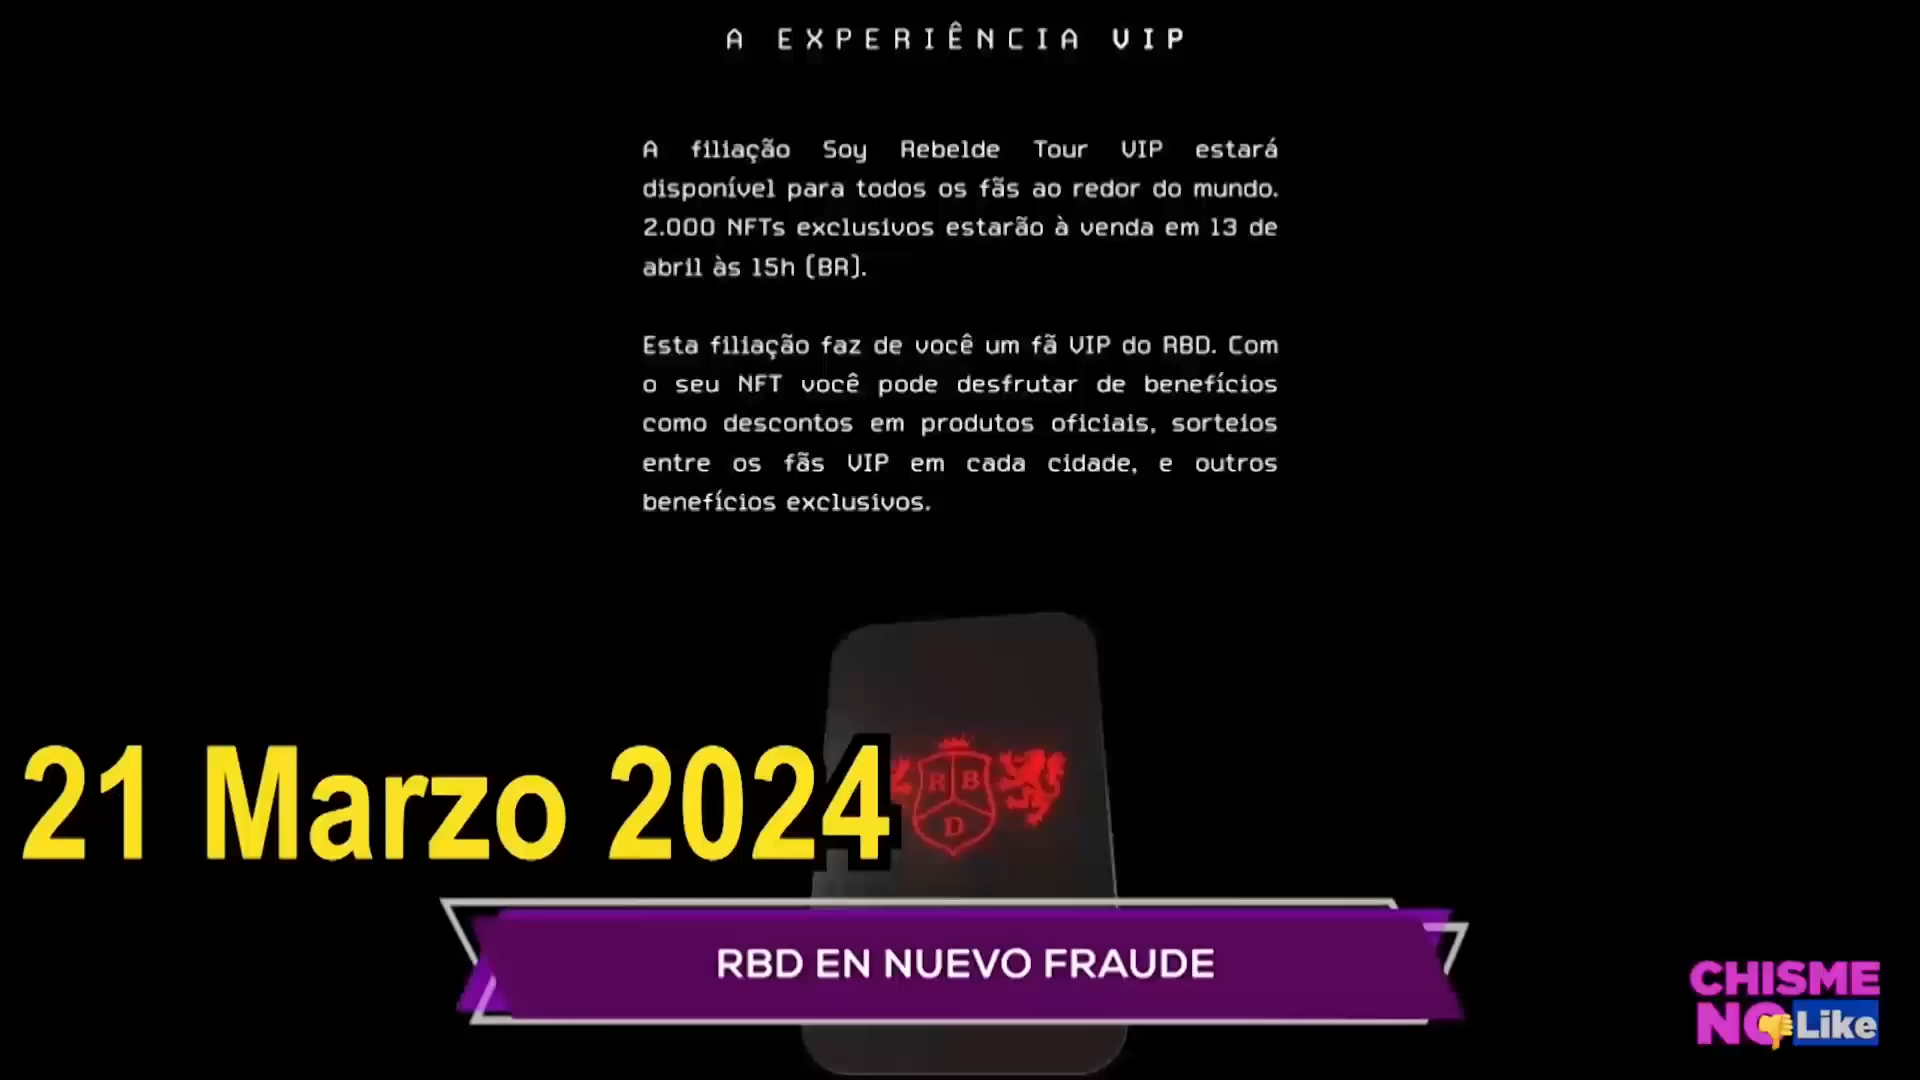 A EXPERIÊNCIA VIP
A filiação Soy Rebelde Tour VIP estará
disponível para todos os fãs ao redor do mundo.
2.000 NFTs exclusivos estarão à venda em 13 de
abril às 15h (BR).
Esta filiação faz de você um fã VIP do RBD. Com
o seu NFT você pode desfrutar de benefícios
como descontos em produtos oficiais, sorteios
entre os fãs VIP em cada cidade, e outros
benefícios exclusivos.
21 Marzo 2024
R B
D
RBD EN NUEVO FRAUDE
CHISME
NO Like